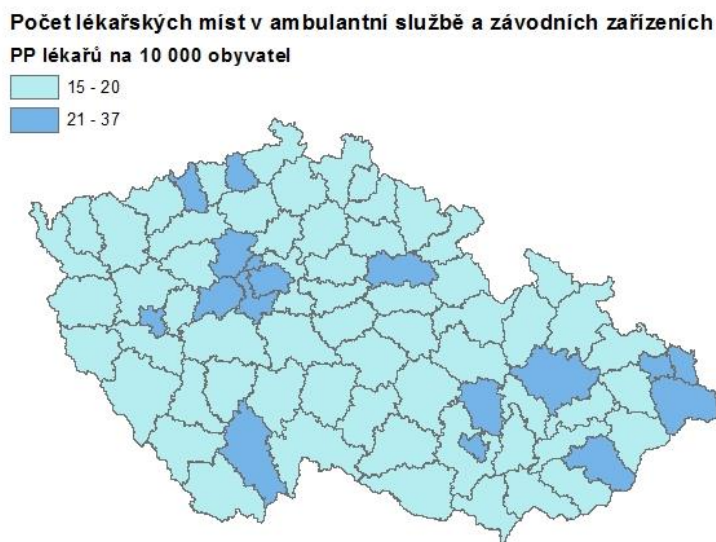 Počet lékařských míst v ambulantní službě a závodních zařízeních
PP lékařů na 10 000 obyvatel
15 - 20
21 - 37